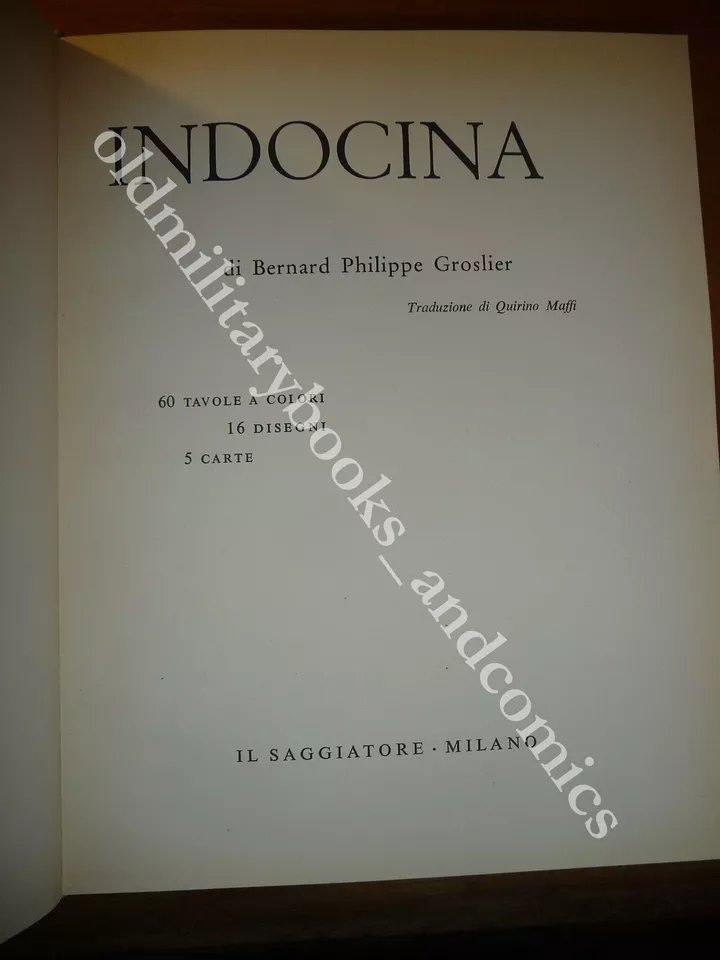 INDOCINA
di Bernard Philippe Groslier
Traduzione di Quirino Maffi
60 TAVOLE A COLORI
16 DISEGNI
5 CARTE
IL SAGGIATORE · MILANO
oldmilitarybooks_andcomics